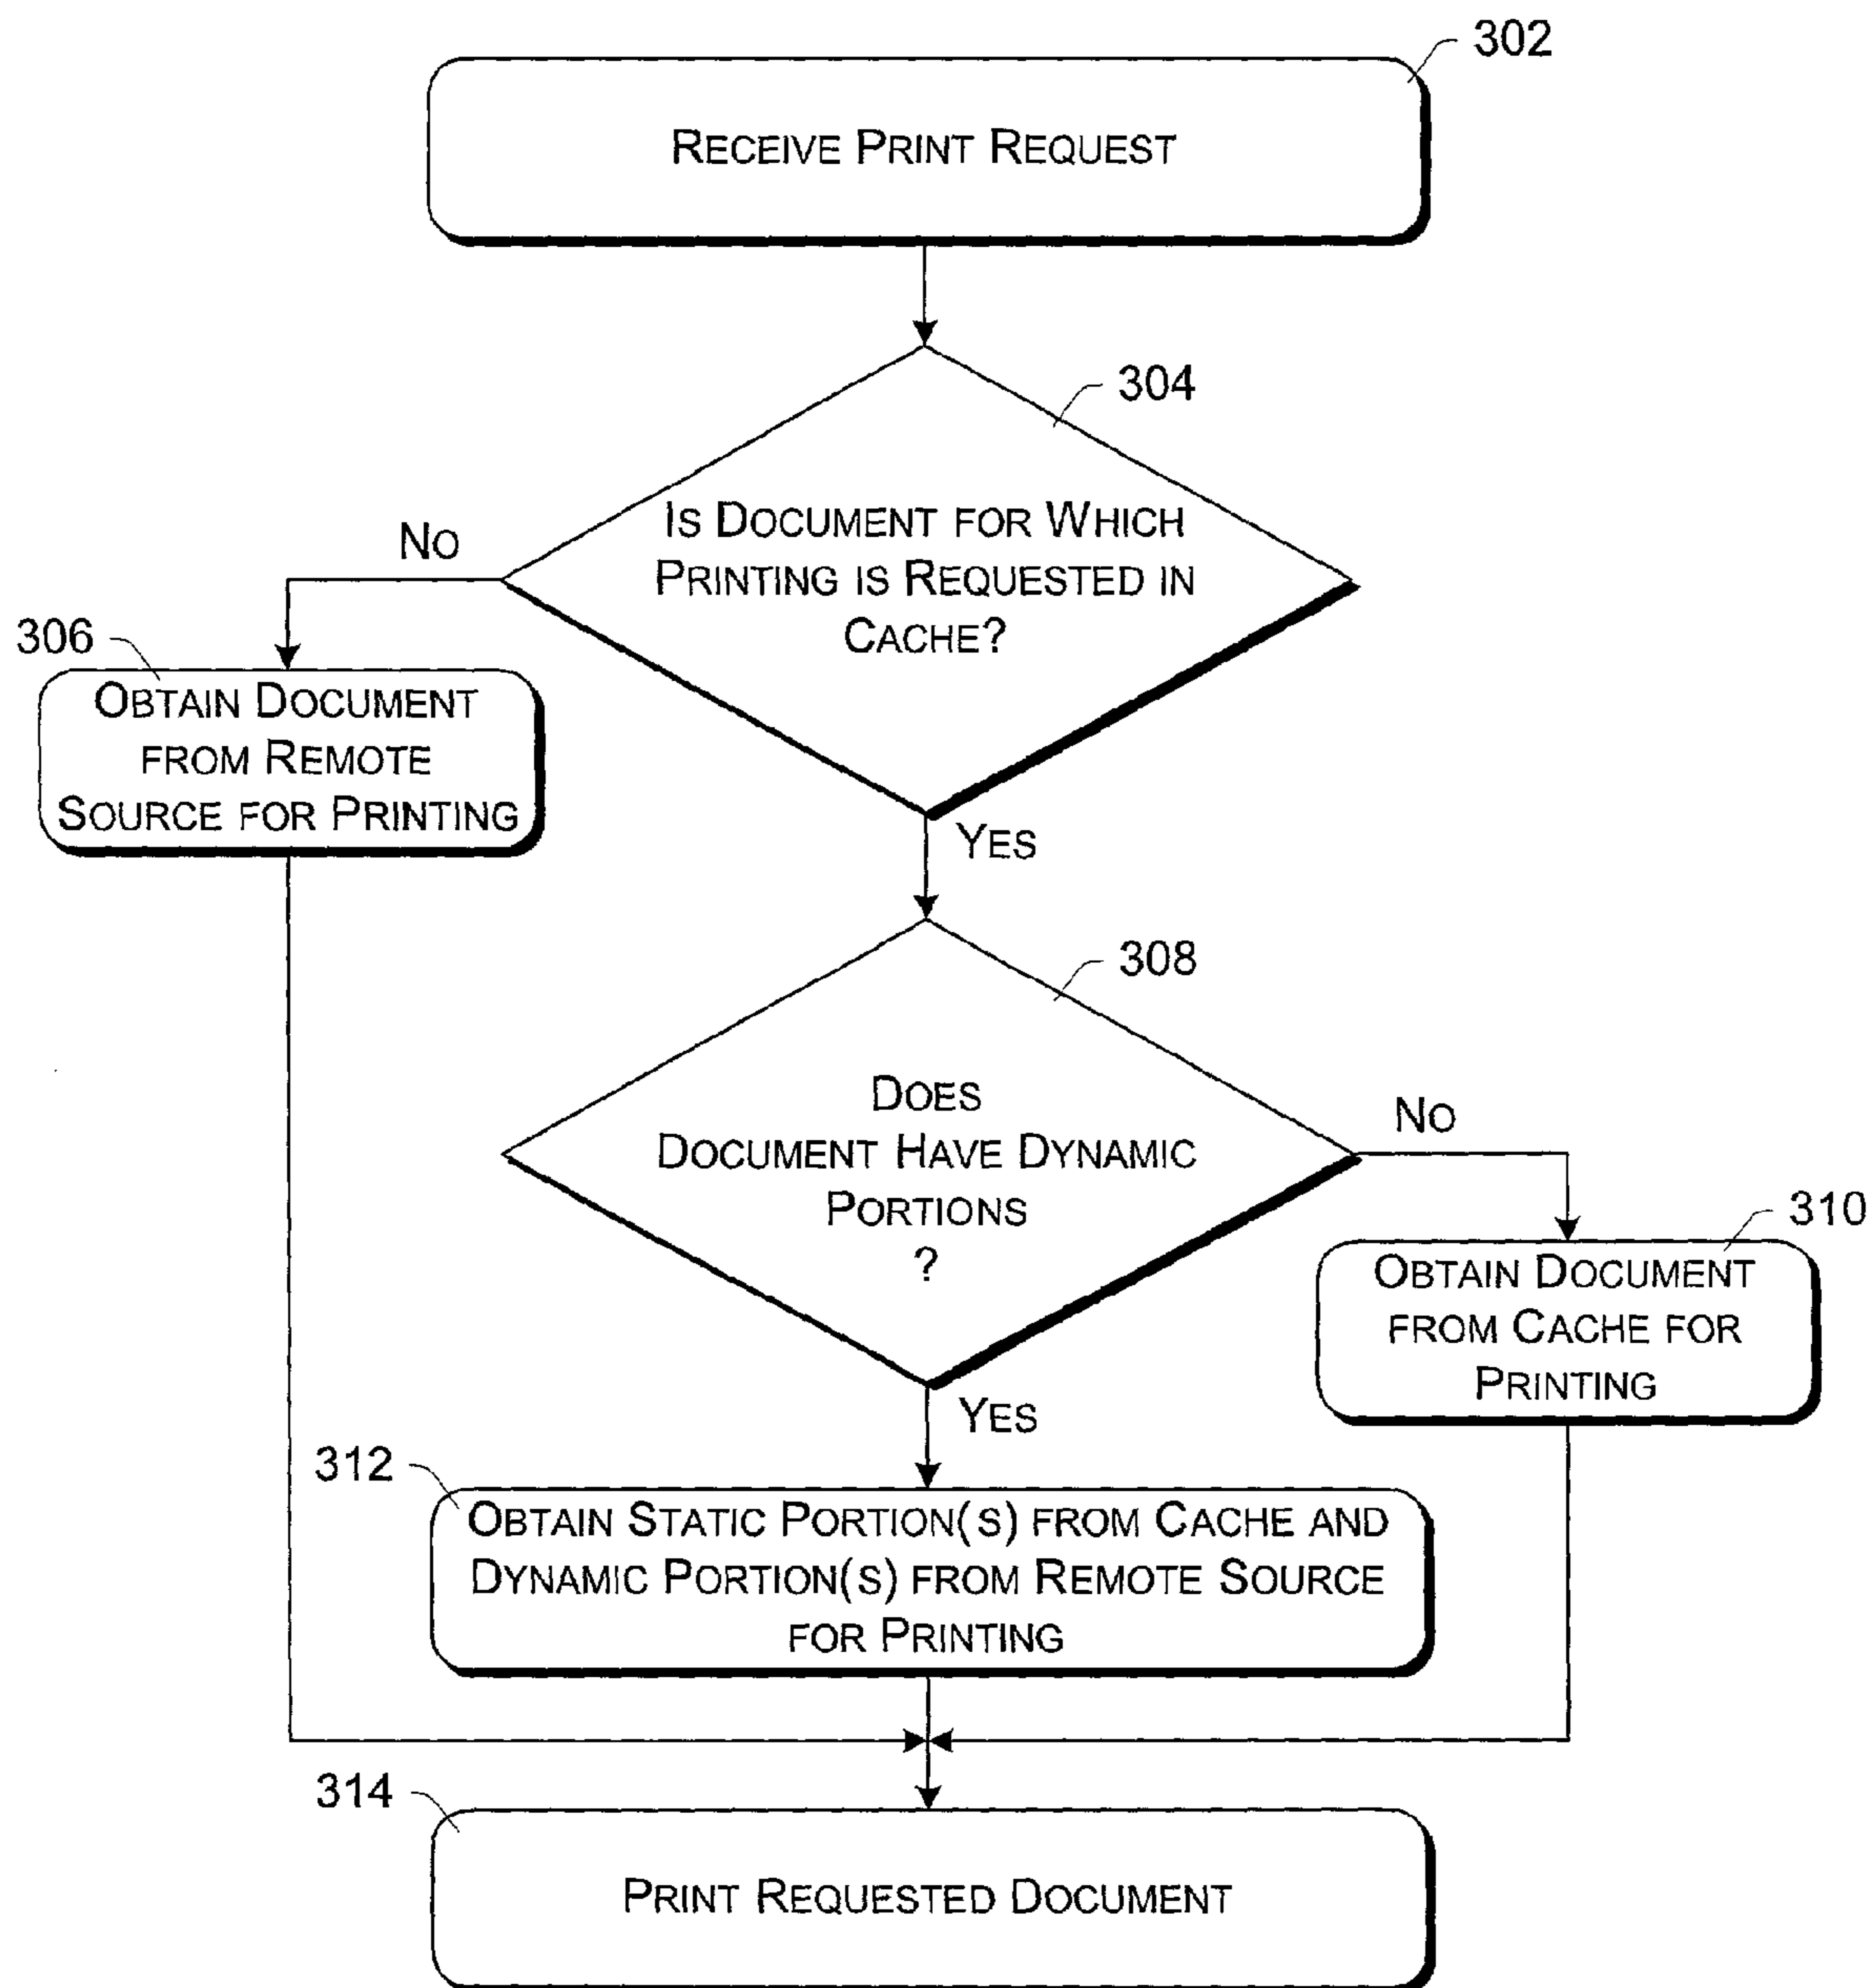 302
RECEIVE PRINT REQUEST
304
IS DOCUMENT FOR WHICH
PRINTING IS REQUESTED IN
CACHE?
NO
306
OBTAIN DOCUMENT
FROM REMOTE
SOURCE FOR PRINTING
YES
308
DOES
DOCUMENT HAVE DYNAMIC
PORTIONS
?
NO
310
OBTAIN DOCUMENT
FROM CACHE FOR
PRINTING
YES
312
OBTAIN STATIC PORTION(S) FROM CACHE AND
DYNAMIC PORTION(S) FROM REMOTE SOURCE
FOR PRINTING
314
PRINT REQUESTED DOCUMENT